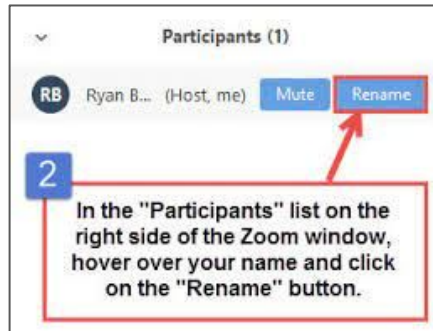 Participants (1)
RB Ryan B... (Host, me) Mute Rename
2
In the "Participants" list on the
right side of the Zoom window,
hover over your name and click
on the "Rename" button.